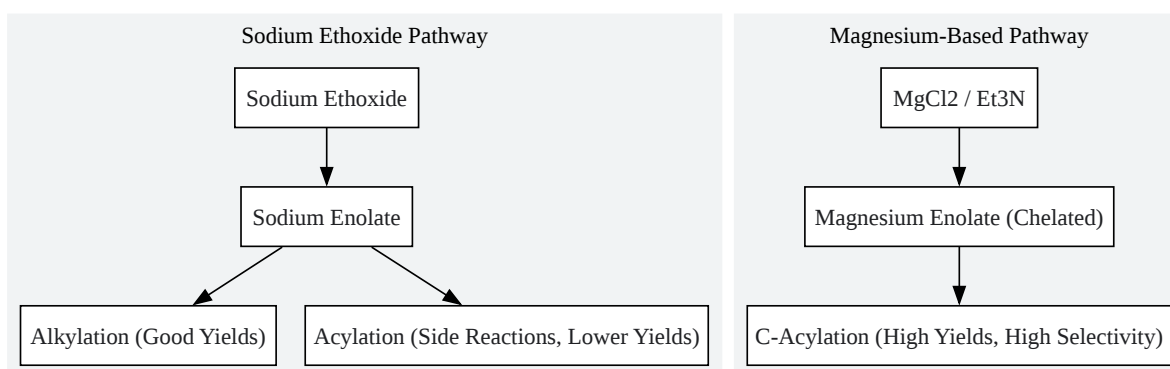 Sodium Ethoxide Pathway
Sodium Ethoxide
Sodium Enolate
Alkylation (Good Yields)
Acylation (Side Reactions, Lower Yields)
Magnesium-Based Pathway
MgCl2 / Et3N
Magnesium Enolate (Chelated)
C-Acylation (High Yields, High Selectivity)